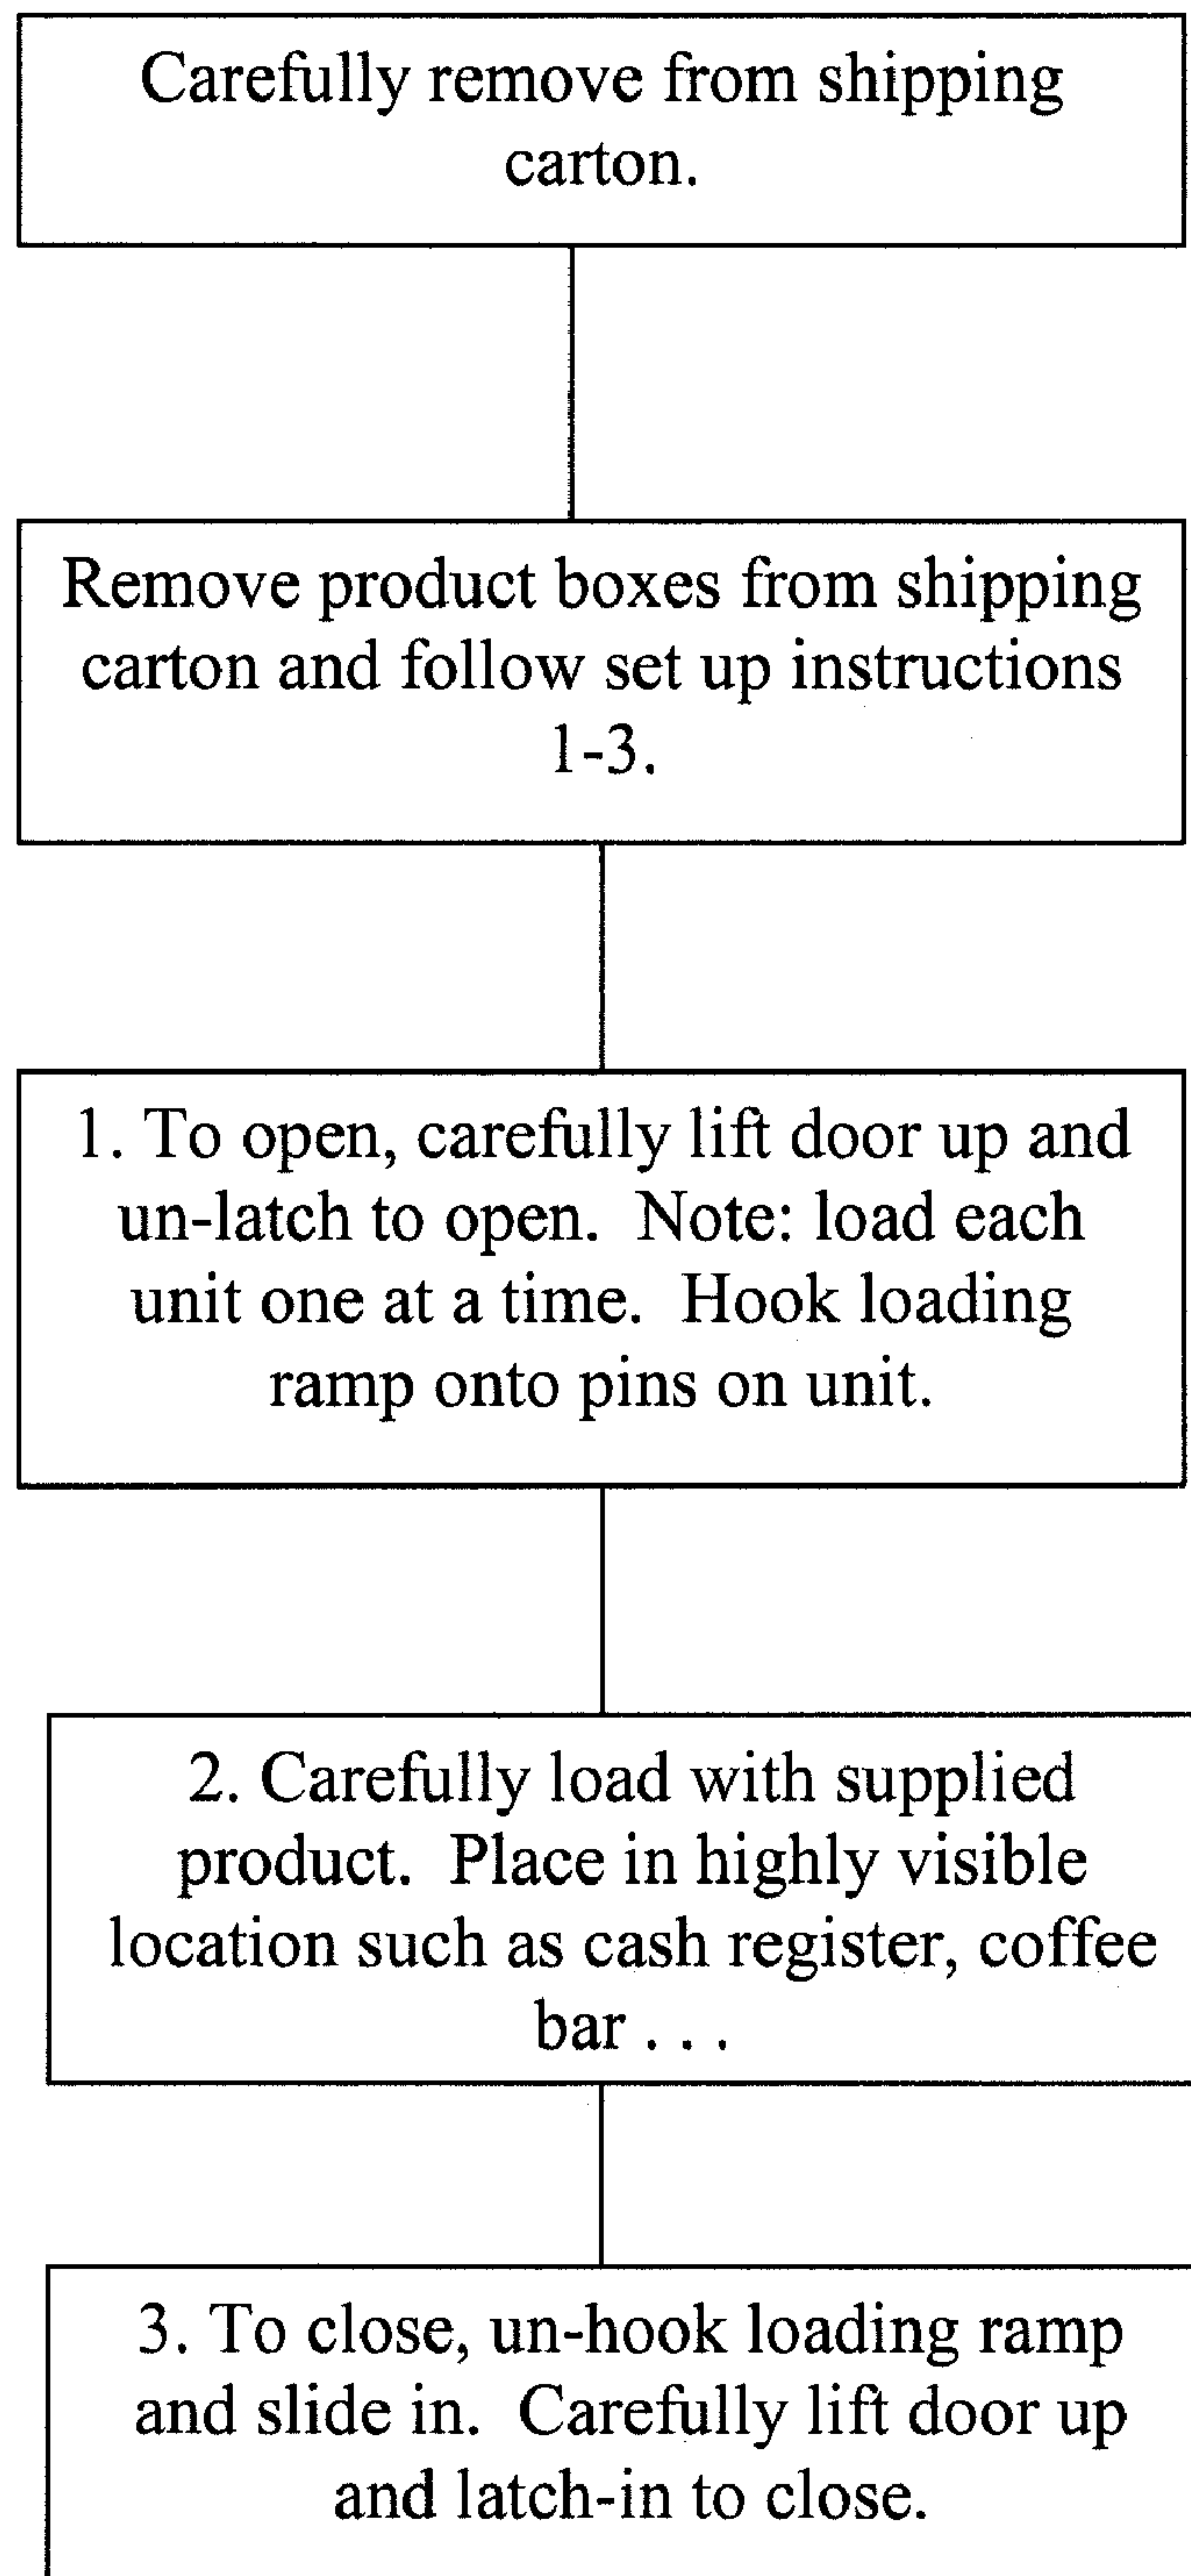 Carefully remove from shipping
carton.
Remove product boxes from shipping
carton and follow set up instructions
1-3.
1. To open, carefully lift door up and
un-latch to open.  Note: load each
unit one at a time.  Hook loading
ramp onto pins on unit.
2. Carefully load with supplied
product.  Place in highly visible
location such as cash register, coffee
bar . . .
3. To close, un-hook loading ramp
and slide in.  Carefully lift door up
and latch-in to close.